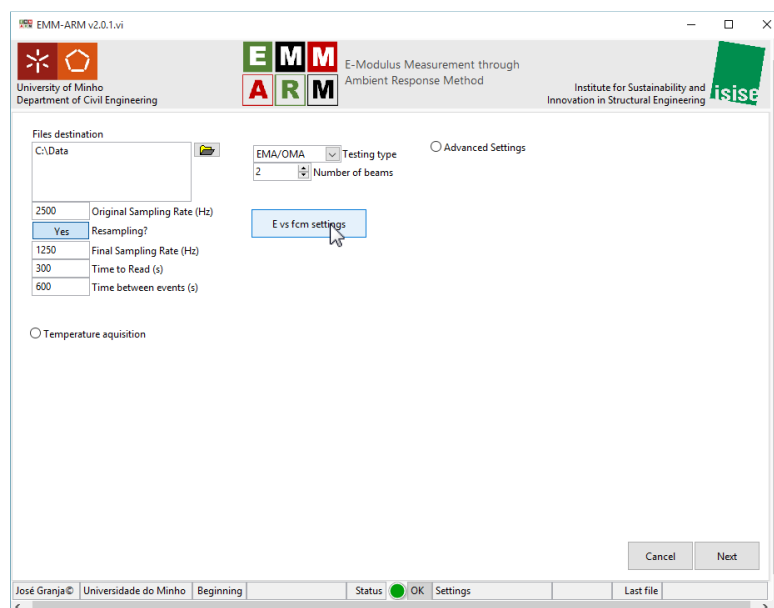 EMM-ARM v2.0.1.vi
University of Minho
Department of Civil Engineering
EMM
ARM
E-Modulus Measurement through
Ambient Response Method
Institute for Sustainability and
Innovation in Structural Engineering
isise
Files destination
C:\Data
EMA/OMA Testing type
2 Number of beams
Advanced Settings
2500 Original Sampling Rate (Hz)
Yes Resampling?
1250 Final Sampling Rate (Hz)
300 Time to Read (s)
600 Time between events (s)
E vs fcm settings
Temperature aquisition
Cancel Next
José Granja© Universidade do Minho Beginning Status OK Settings Last file